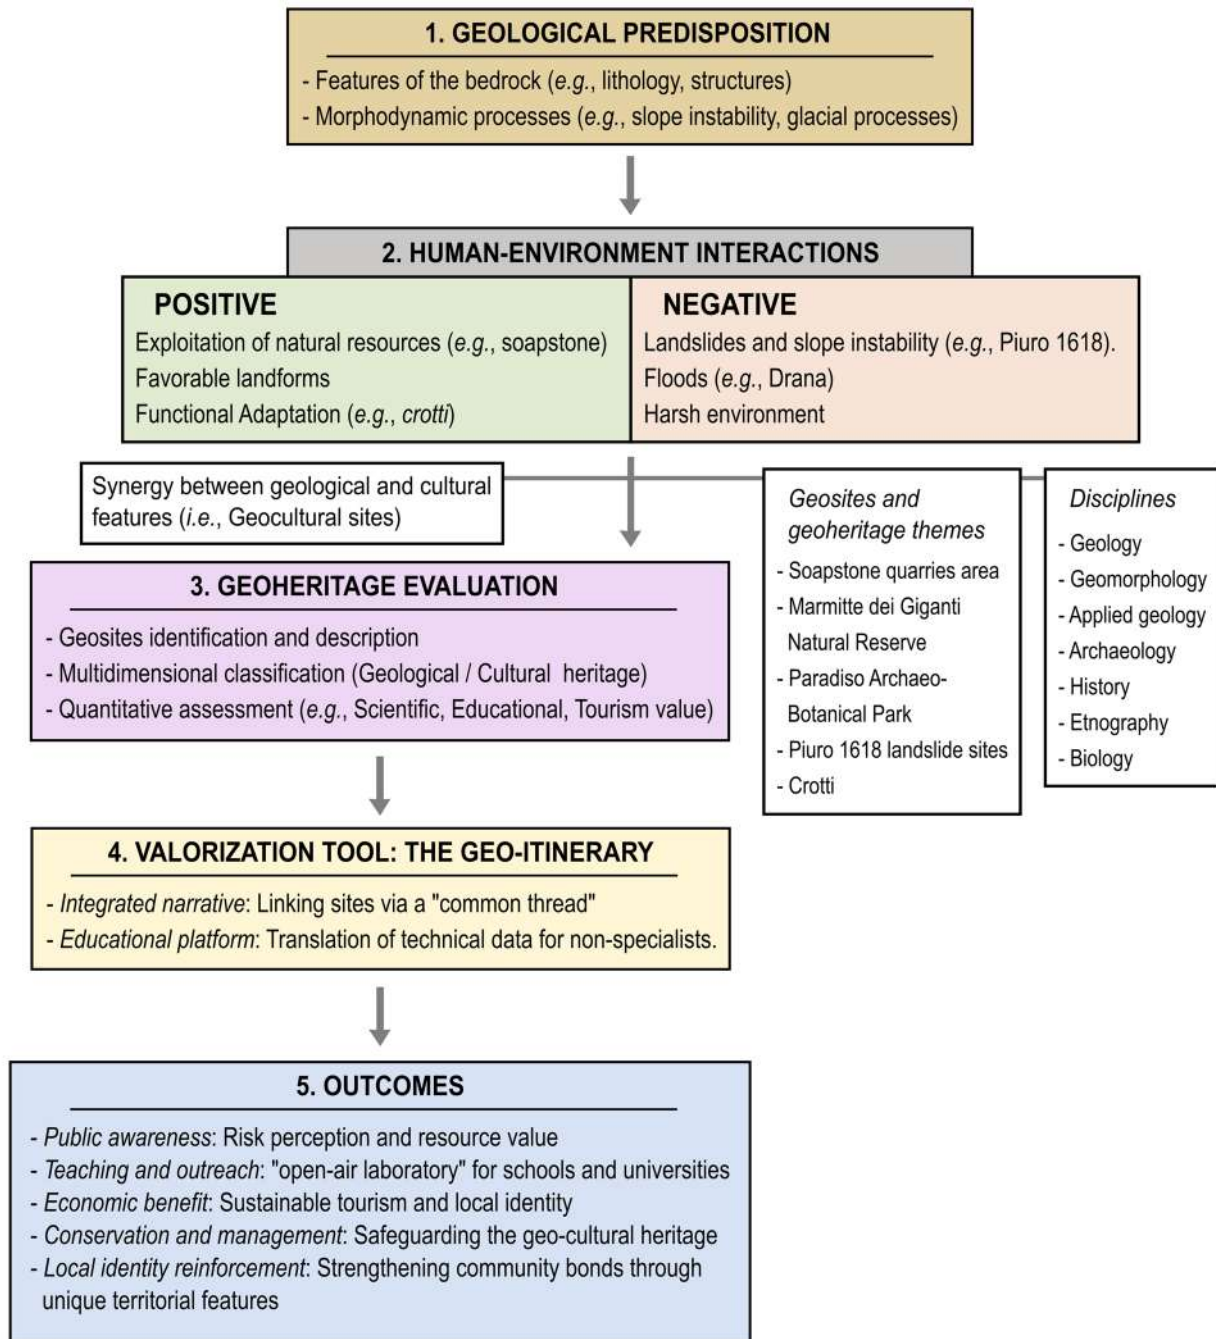 1. GEOLOGICAL PREDISPOSITION
- Features of the bedrock (e.g., lithology, structures)
- Morphodynamic processes (e.g., slope instability, glacial processes)
2. HUMAN-ENVIRONMENT INTERACTIONS
POSITIVE
Exploitation of natural resources (e.g., soapstone)
Favorable landforms
Functional Adaptation (e.g., crotti)
NEGATIVE
Landslides and slope instability (e.g., Piuro 1618).
Floods (e.g., Drana)
Harsh environment
Synergy between geological and cultural
features (i.e., Geocultural sites)
Geosites and
geoheritage themes
- Soapstone quarries area
- Marmitte dei Giganti
Natural Reserve
- Paradiso Archaeo-
Botanical Park
- Piuro 1618 landslide sites
- Crotti
Disciplines
- Geology
- Geomorphology
- Applied geology
- Archaeology
- History
- Etnography
- Biology
3. GEOHERITAGE EVALUATION
- Geosites identification and description
- Multidimensional classification (Geological / Cultural heritage)
- Quantitative assessment (e.g., Scientific, Educational, Tourism value)
4. VALORIZATION TOOL: THE GEO-ITINERARY
- Integrated narrative: Linking sites via a "common thread"
- Educational platform: Translation of technical data for non-specialists.
5. OUTCOMES
- Public awareness: Risk perception and resource value
- Teaching and outreach: "open-air laboratory" for schools and universities
- Economic benefit: Sustainable tourism and local identity
- Conservation and management: Safeguarding the geo-cultural heritage
- Local identity reinforcement: Strengthening community bonds through
unique territorial features